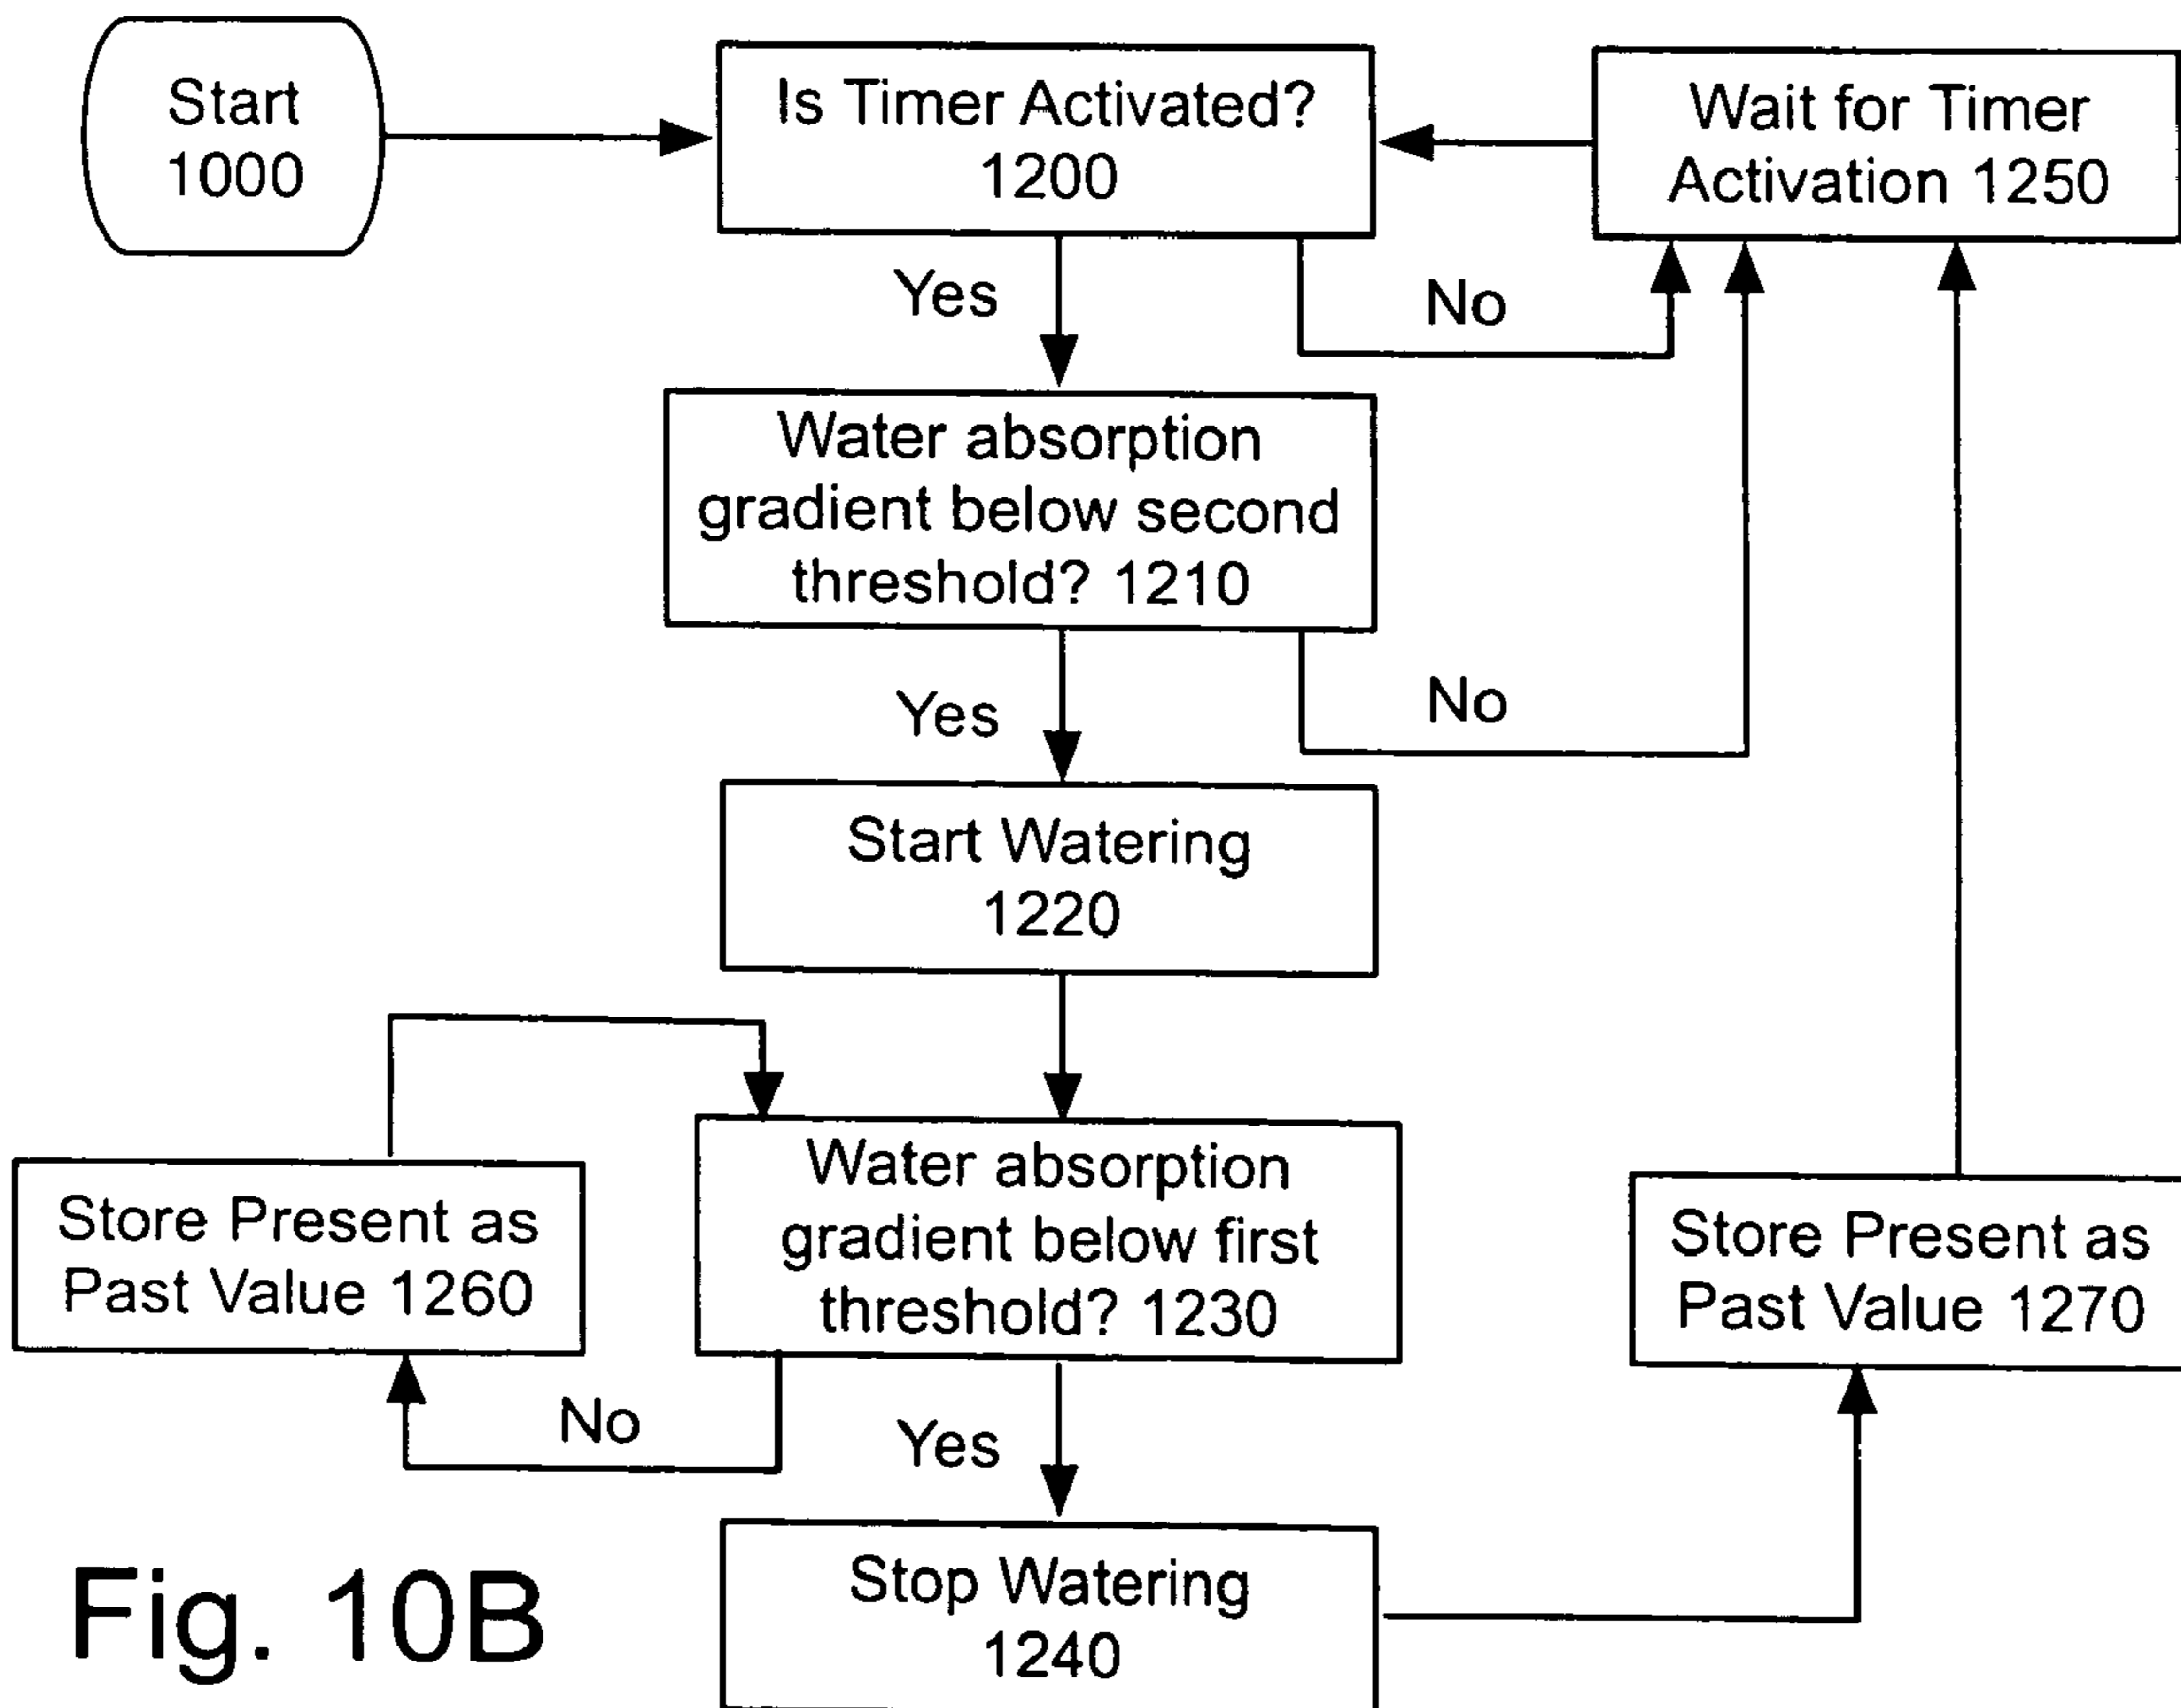 Start
1000
Is Timer Activated?
1200
Wait for Timer
Activation 1250
Yes
No
Water absorption
gradient below second
threshold? 1210
Yes
No
Start Watering
1220
Water absorption
gradient below first
threshold? 1230
Store Present as
Past Value 1260
Store Present as
Past Value 1270
No
Yes
Stop Watering
1240
Fig. 10B